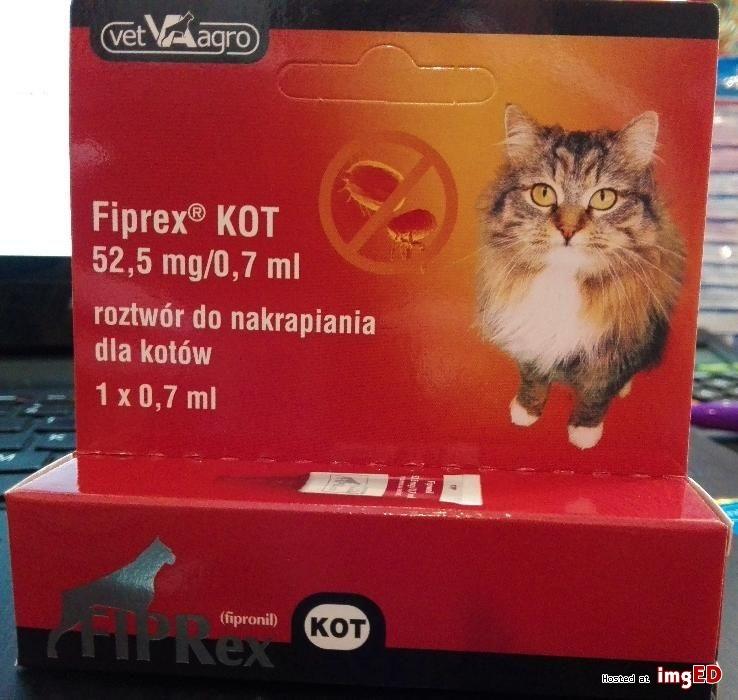 vet VA agro
Fiprex® KOT
52,5 mg/0,7 ml
roztwór do nakrapiania
dla kotów
1 x 0,7 ml
(fipronil)
FIPRex
KOT
Hosted at imgED